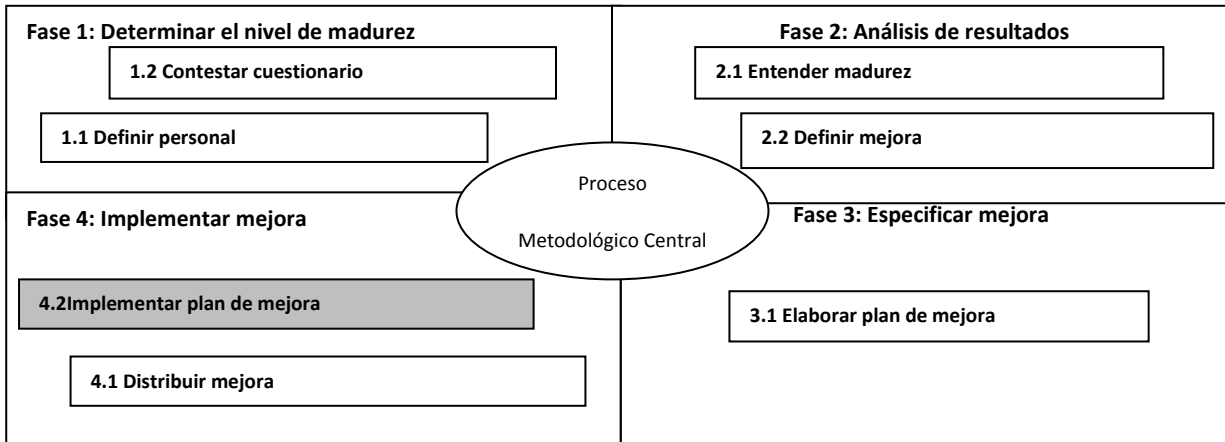 Fase 1: Determinar el nivel de madurez
1.2 Contestar cuestionario
1.1 Definir personal
Fase 2: Análisis de resultados
2.1 Entender madurez
2.2 Definir mejora
Proceso
Metodológico Central
Fase 4: Implementar mejora
4.2Implementar plan de mejora
4.1 Distribuir mejora
Fase 3: Especificar mejora
3.1 Elaborar plan de mejora